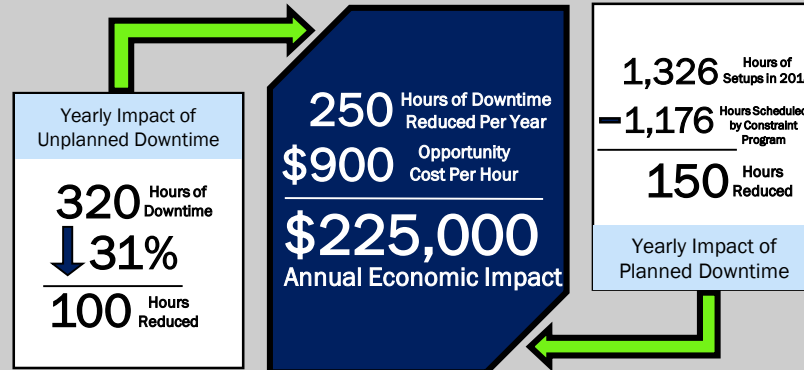 Yearly Impact of
Unplanned Downtime
320 Hours of
Downtime
31%
100 Hours
Reduced
250 Hours of Downtime
Reduced Per Year
$900 Opportunity
Cost Per Hour
$225,000
Annual Economic Impact
1,326 Hours of
Setups in
-1,176 Hours Scheduled
by Constraint
Program
150 Hours
Reduced
Yearly Impact of
Planned Downtime